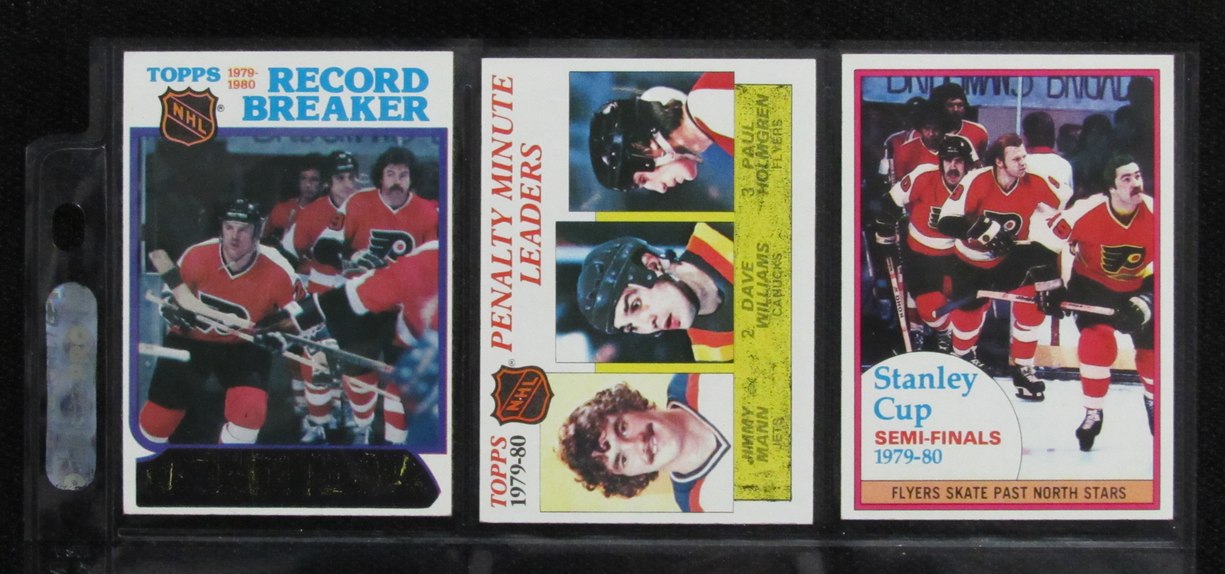 TOPPS 1979-1980 RECORD BREAKER
NHL
TOPPS 1979-80
NHL
PENALTY MINUTE LEADERS
1 JIMMY MANN
JETS
2. DAVE WILLIAMS
CANUCKS
3. PAUL HOLMGREN
FLYERS
Stanley
Cup
SEMI-FINALS
1979-80
FLYERS SKATE PAST NORTH STARS